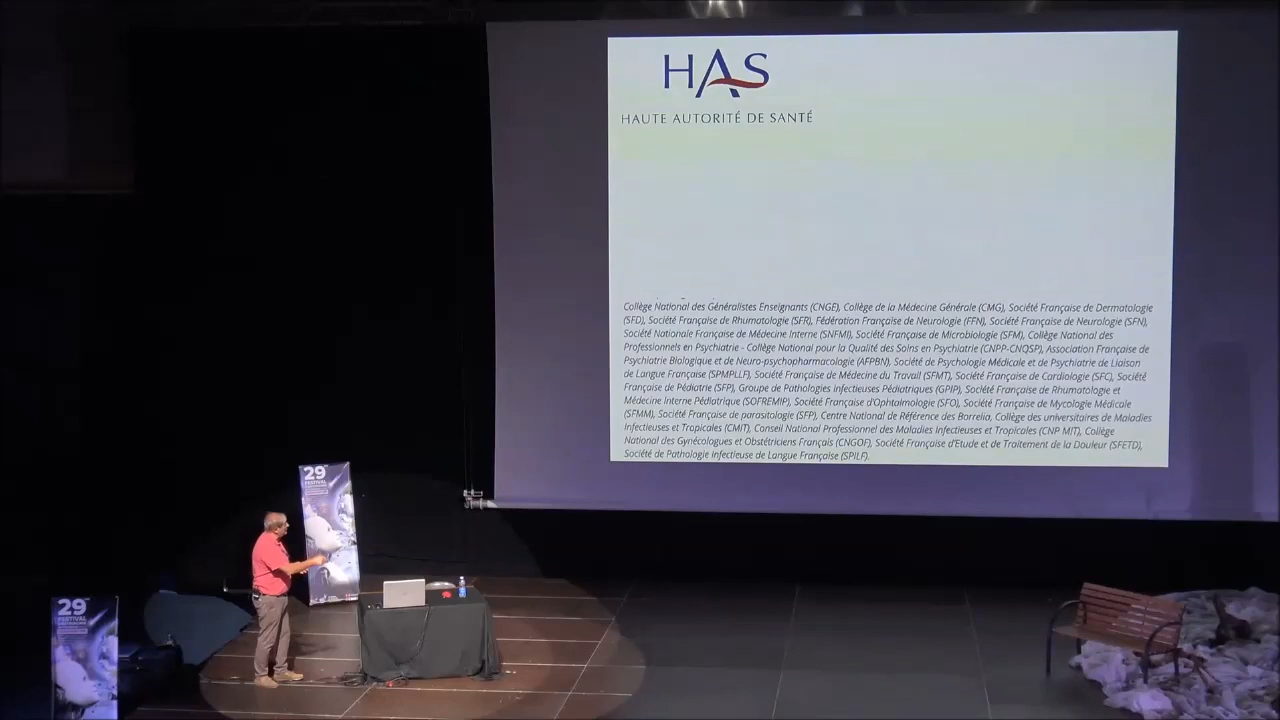 HAS
HAUTE AUTORITÉ DE SANTÉ
Collège National des Généralistes Enseignants (CNGE), Collège de la Médecine Générale (CMG), Société Française de Dermatologie
(SFD), Société Française de Rhumatologie (SFR), Fédération Française de Neurologie (FFN), Société Française de Neurologie (SFN),
Société Nationale Française de Médecine Interne (SNFMI), Société Française de Microbiologie (SFM), Collège National des
Professionnels en Psychiatrie - Collège National pour la Qualité des Soins en Psychiatrie (CNPP-CNQSP), Association Française de
Psychiatrie Biologique et de Neuro-psychopharmacologie (AFPBN), Société de Psychologie Médicale et de Psychiatrie de Liaison
de Langue Française (SPMPLLF), Société Française de Médecine du Travail (SFMT), Société Française de Cardiologie (SFC), Société
Française de Pédiatrie (SFP), Groupe de Pathologies Infectieuses Pédiatriques (GPIP), Société Française de Rhumatologie et
Médecine Interne Pédiatrique (SOFREMIP), Société Française d'Ophtalmologie (SFO), Société Française de Mycologie Médicale
(SFMM), Société Française de parasitologie (SFP), Centre National de Référence des Borrelia, Collège des universitaires de Maladies
Infectieuses et Tropicales (CMIT), Conseil National Professionnel des Maladies Infectieuses et Tropicales (CNP MIT), Collège
National des Gynécologues et Obstétriciens Français (CNGOF), Société Française d'Etude et de Traitement de la Douleur (SFETD),
Société de Pathologie Infectieuse de Langue Française (SPILF).
29
FESTIVAL
29
FESTIVAL